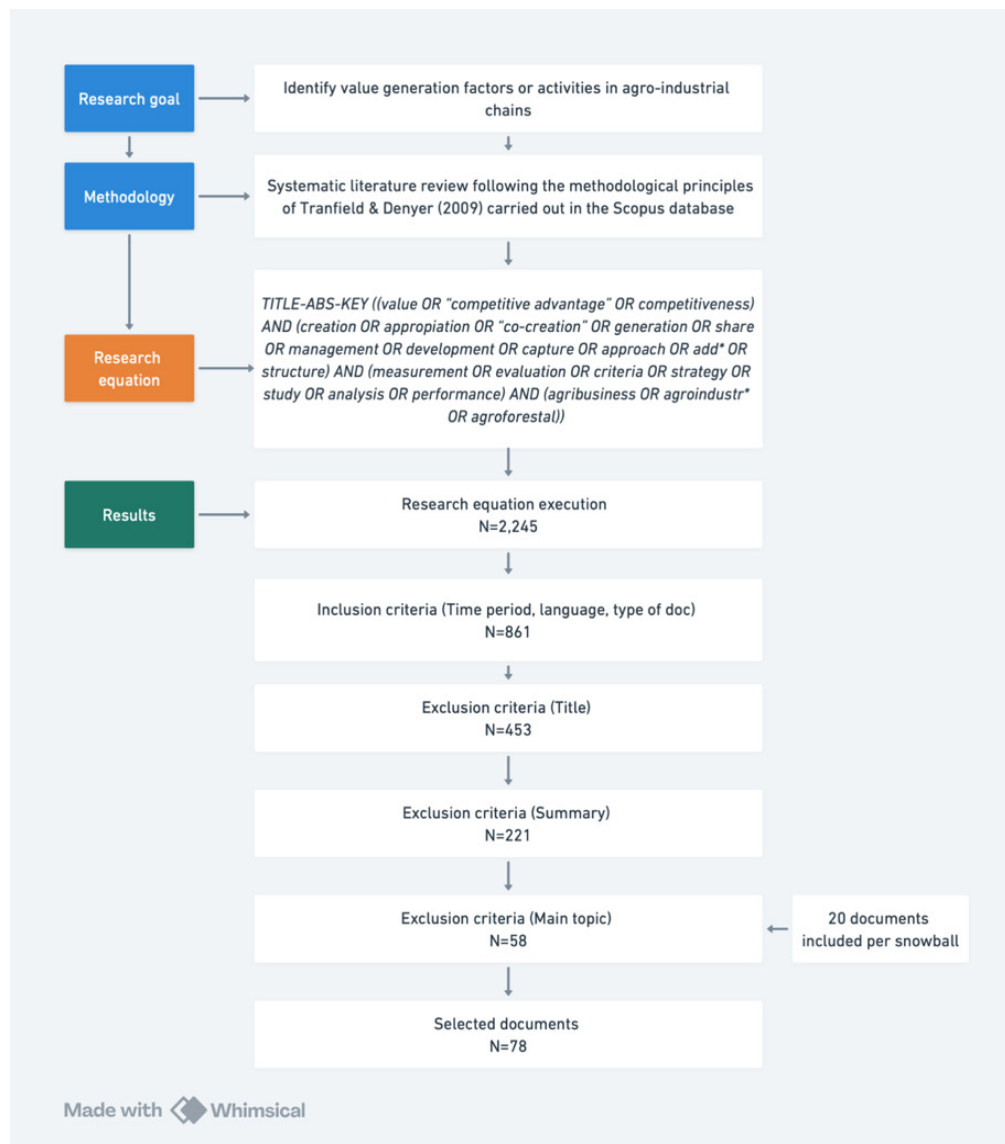 Research goal
Identify value generation factors or activities in agro-industrial
chains
Methodology
Systematic literature review following the methodological principles
of Tranfield & Denyer (2009) carried out in the Scopus database
Research
equation
TITLE-ABS-KEY ((value OR “competitive advantage” OR competitiveness)
AND (creation OR appropiation OR “co-creation” OR generation OR share
OR management OR development OR capture OR approach OR add* OR
structure) AND (measurement OR evaluation OR criteria OR strategy OR
study OR analysis OR performance) AND (agribusiness OR agroindustr*
OR agroforestal))
Results
Research equation execution
N=2,245
Inclusion criteria (Time period, language, type of doc)
N=861
Exclusion criteria (Title)
N=453
Exclusion criteria (Summary)
N=221
Exclusion criteria (Main topic)
N=58
20 documents
included per snowball
Selected documents
N=78
Made with Whimsical